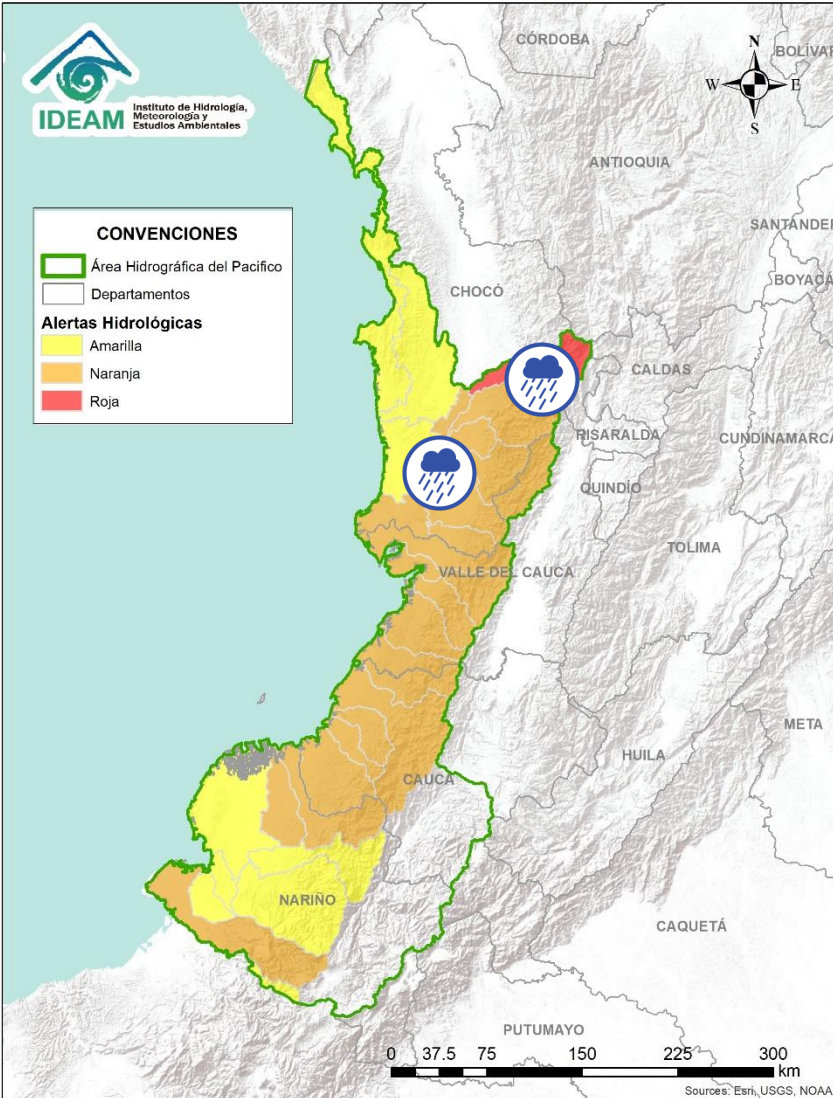 IDEAM
Instituto de Hidrología,
Meteorología y
Estudios Ambientales
CONVENCIONES
Área Hidrográfica del Pacifico
Departamentos
Alertas Hidrológicas
Amarilla
Naranja
Roja
N
W
E
S
CÓRDOBA
BOLÍVAR
ANTIOQUIA
SANTANDER
BOYACÁ
CHOCÓ
CALDAS
RISARALDA
CUNDINAMARCA
QUINDÍO
TOLIMA
VALLE DEL CAUCA
META
HUILA
CAUCA
NARIÑO
CAQUETÁ
PUTUMAYO
0 37.5 75 150 225 300
km
Sources: Esri, USGS, NOAA